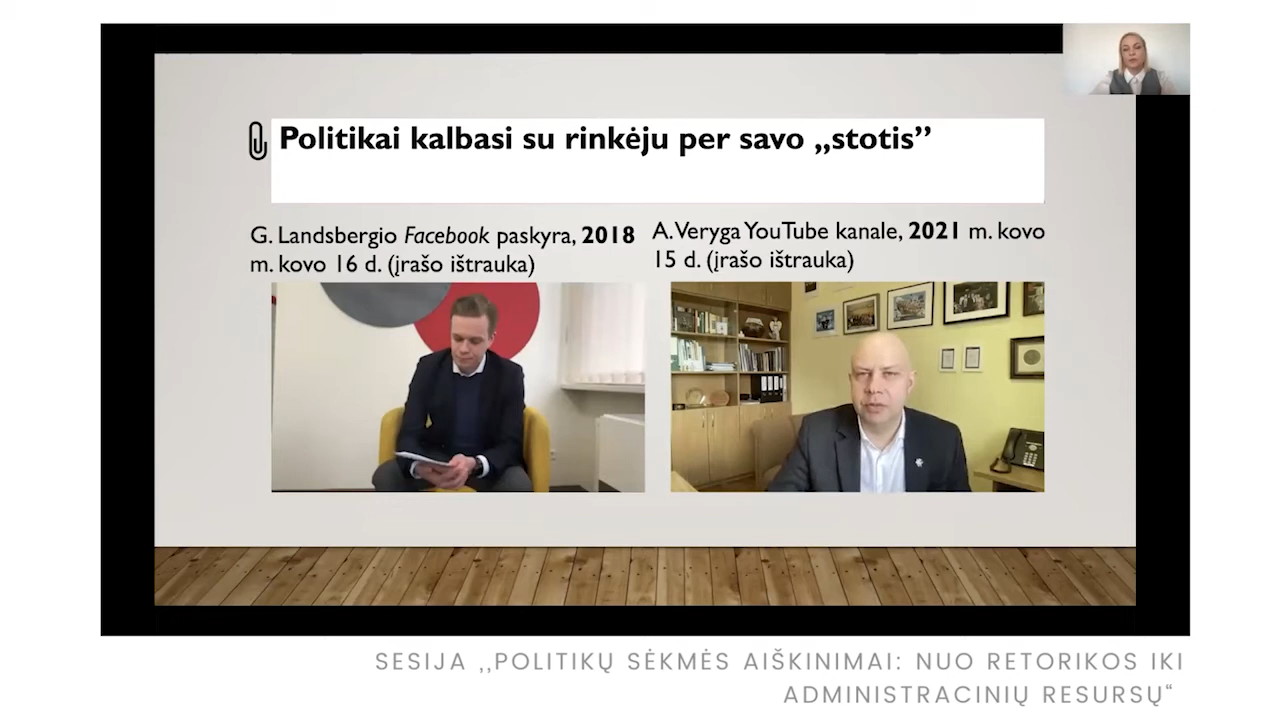 Politikai kalbasi su rinkėju per savo „stotis”
G. Landsbergio Facebook paskyra, 2018
m. kovo 16 d. (įrašo ištrauka)
A. Veryga YouTube kanale, 2021 m. kovo
15 d. (įrašo ištrauka)
SESIJA ,,POLITIKŲ SĖKMĖS AIŠKINIMAI: NUO RETORIKOS IKI
ADMINISTRACINIŲ RESURSŲ“